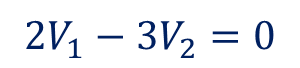 2V₁ − 3V₂ = 0